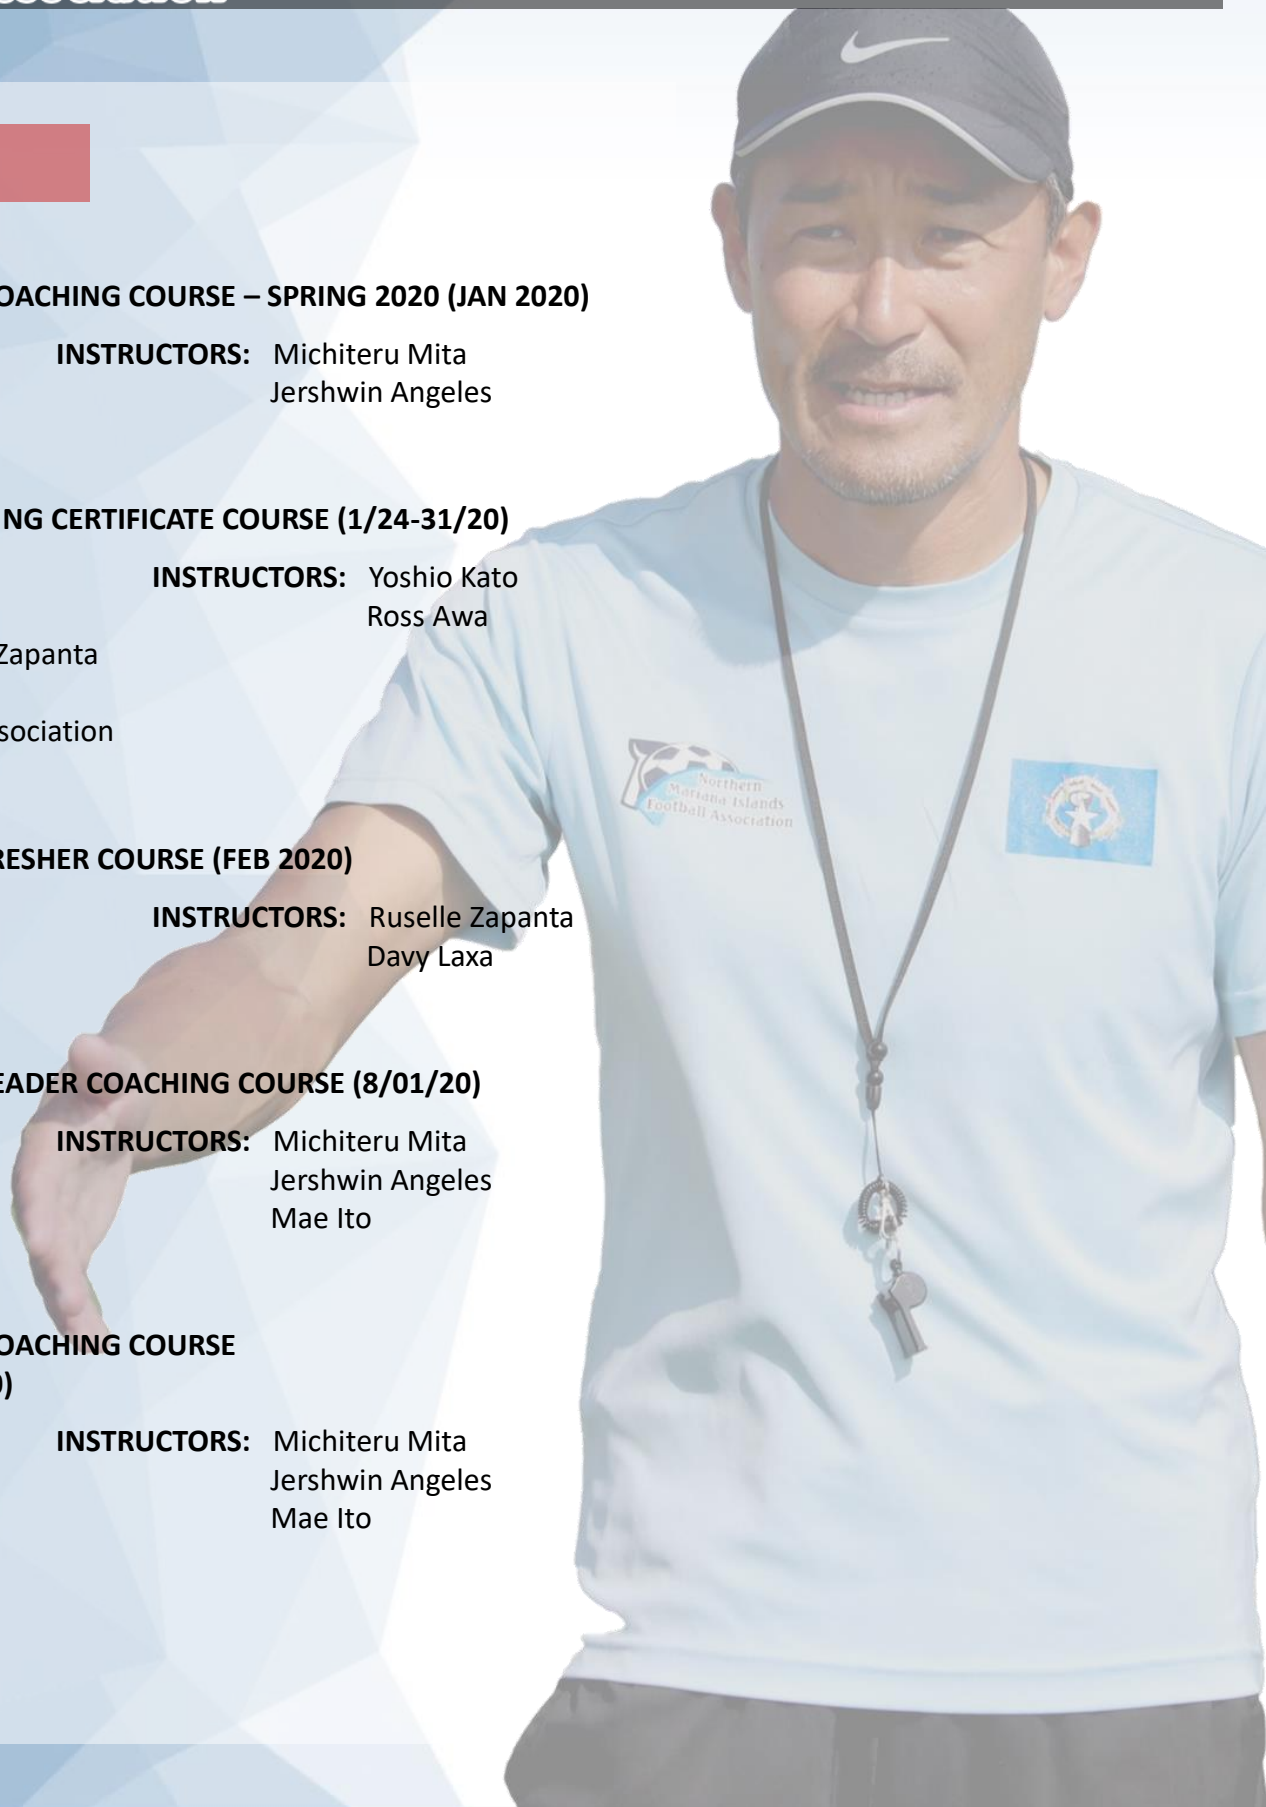 OACHING COURSE – SPRING 2020 (JAN 2020)
INSTRUCTORS: Michiteru Mita
Jershwin Angeles
ING CERTIFICATE COURSE (1/24-31/20)
INSTRUCTORS: Yoshio Kato
Ross Awa
Zapanta
sociation
RESHER COURSE (FEB 2020)
INSTRUCTORS: Ruselle Zapanta
Davy Laxa
EADER COACHING COURSE (8/01/20)
INSTRUCTORS: Michiteru Mita
Jershwin Angeles
Mae Ito
OACHING COURSE
0)
INSTRUCTORS: Michiteru Mita
Jershwin Angeles
Mae Ito
Northern
Mariana Islands
Football Association